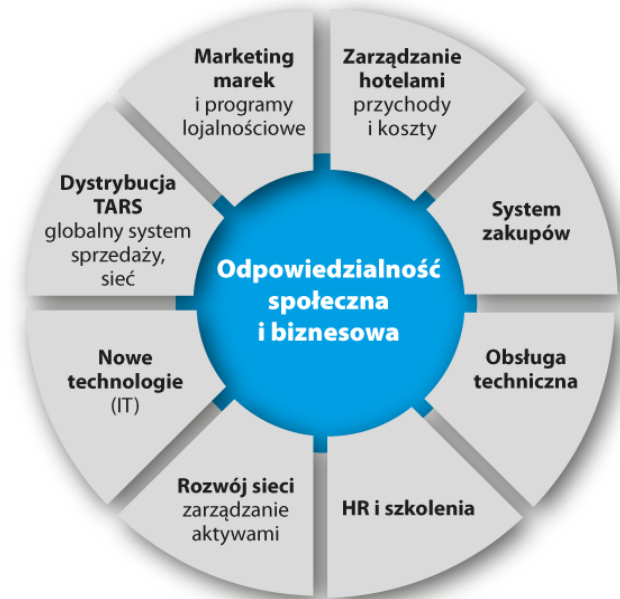 Marketing
marek
i programy
lojalnościowe
Zarządzanie
hotelami
przychody
i koszty
System
zakupów
Obsługa
techniczna
HR i szkolenia
Rozwój sieci
zarządzanie
aktywami
Nowe
technologie
(IT)
Dystrybucja
TARS
globalny system
sprzedaży,
sieć
Odpowiedzialność
społeczna
i biznesowa